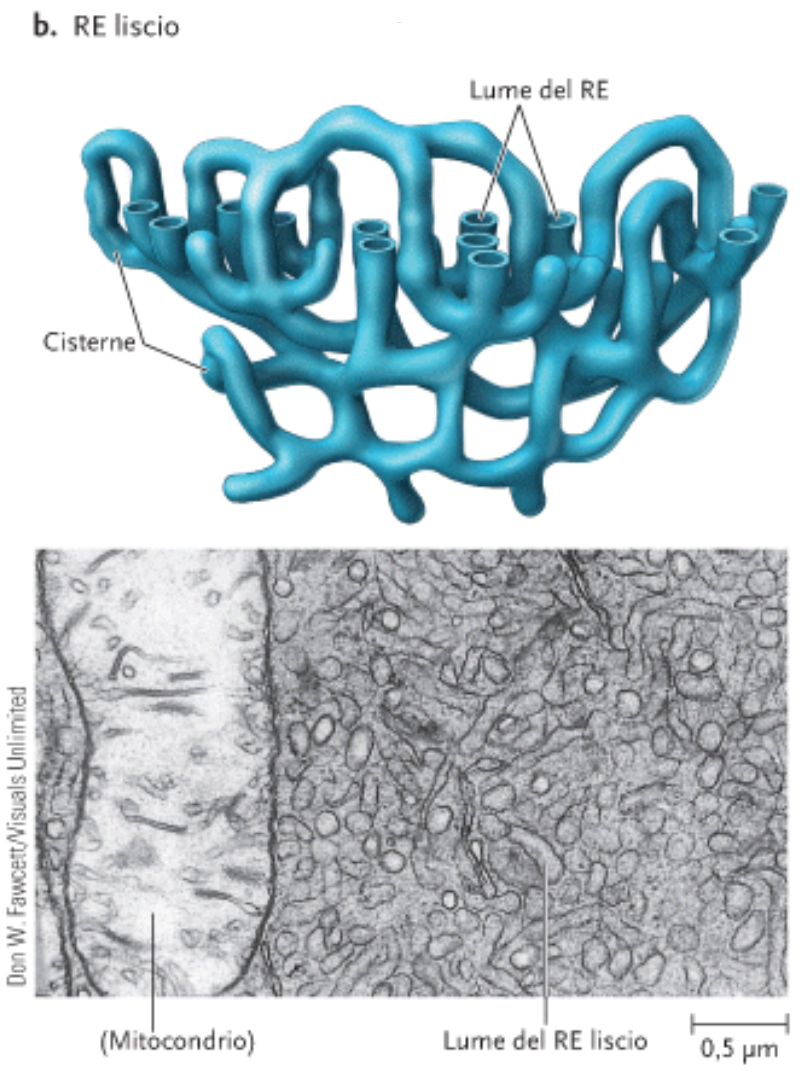 b. RE liscio
Lume del RE
Cisterne
Don W. Fawcett/Visuals Unlimited
(Mitocondrio)
Lume del RE liscio
0,5 µm